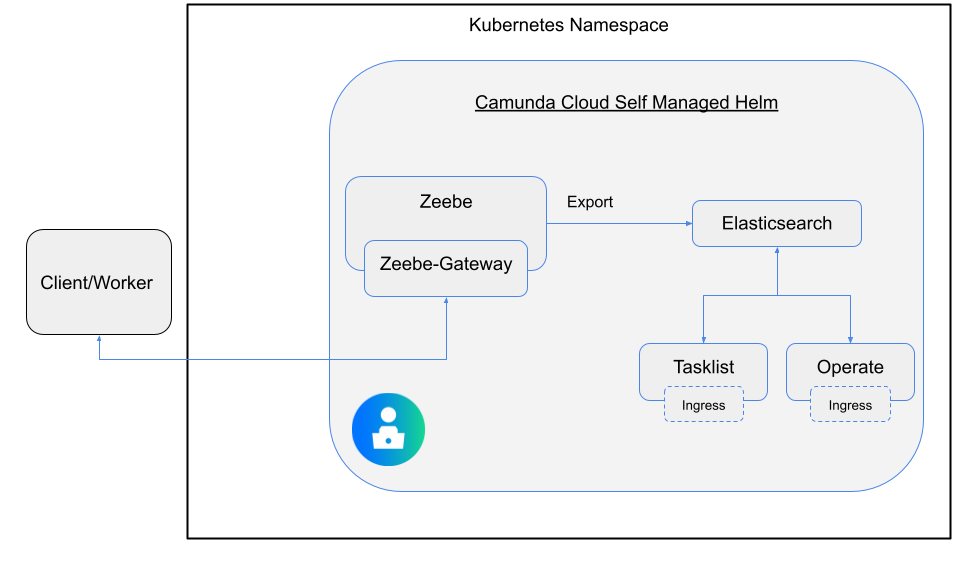 Kubernetes Namespace
Camunda Cloud Self Managed Helm
Zeebe
Export
Elasticsearch
Zeebe-Gateway
Client/Worker
Tasklist
Operate
Ingress
Ingress